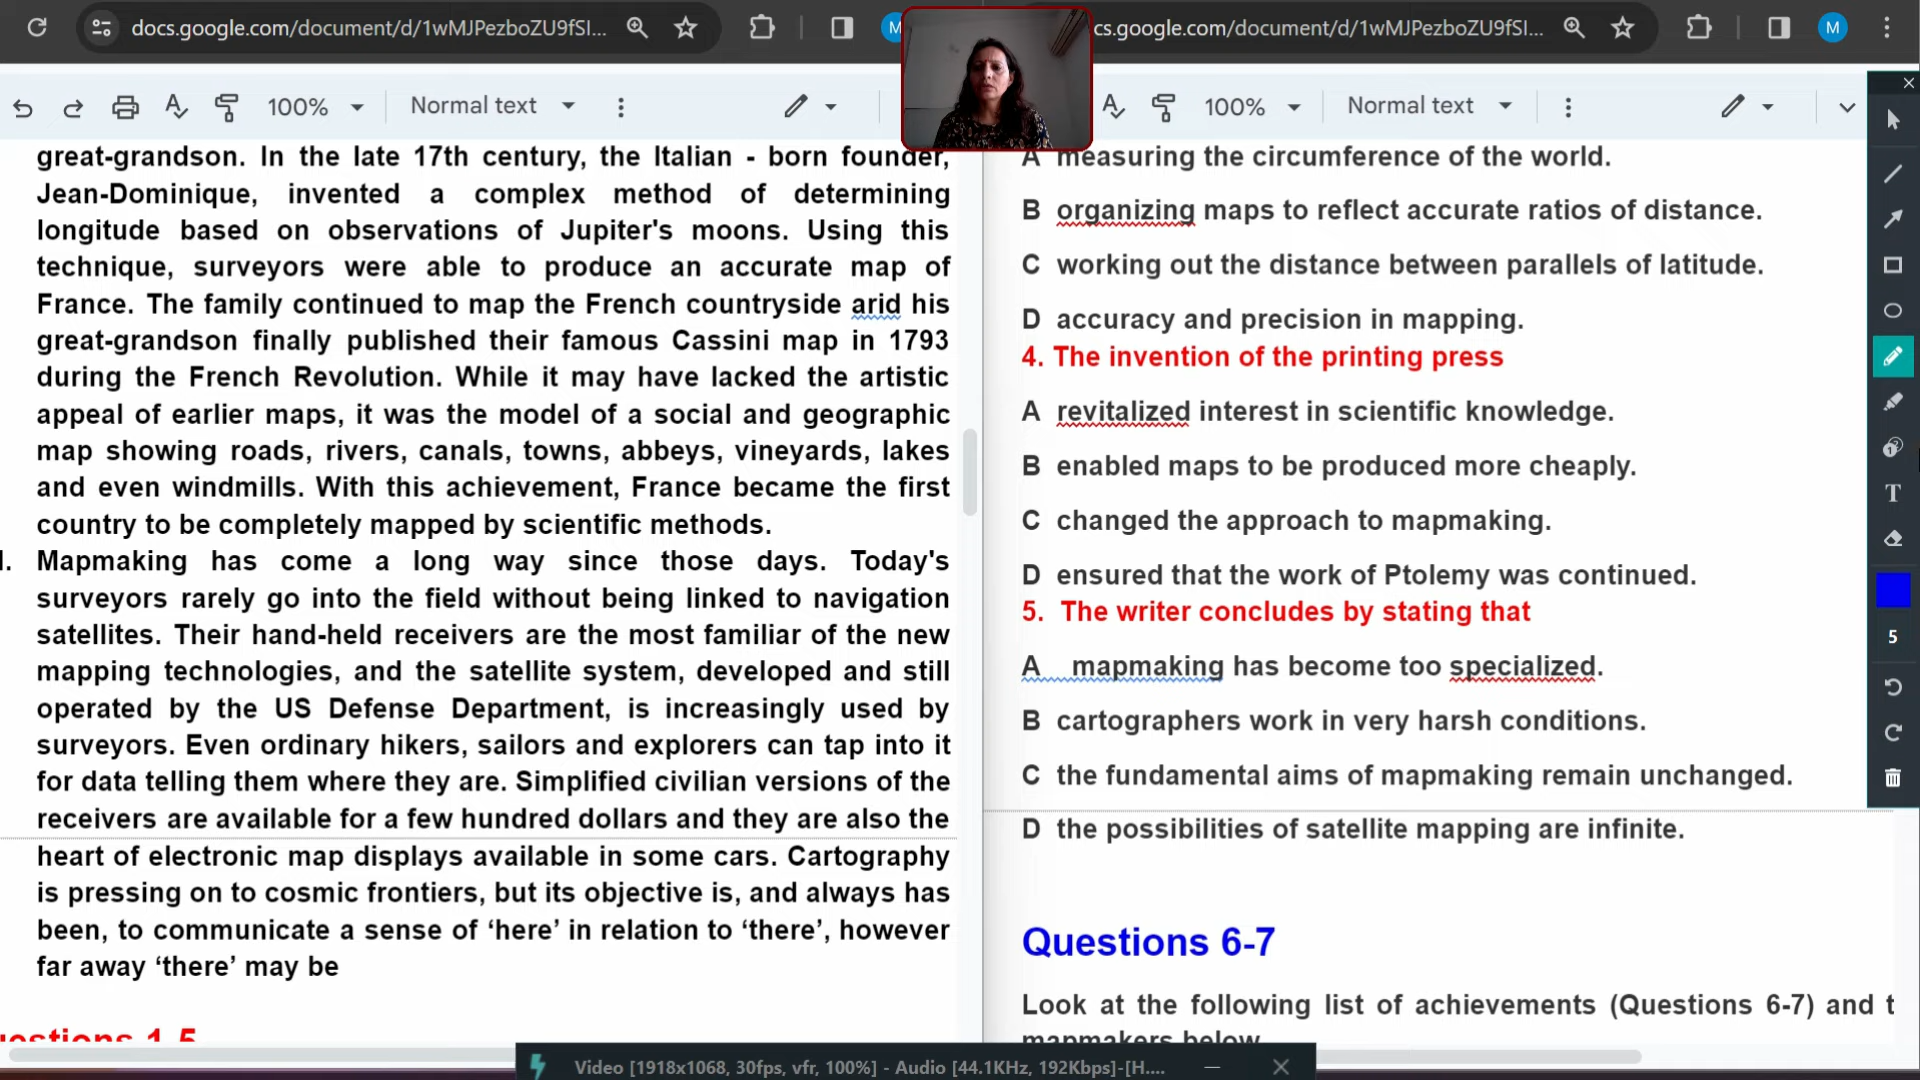 docs.google.com/document/d/1wMJPezboZU9fSI...
M
cs.google.com/document/d/1wMJPezboZU9fSI...
M
100%
Normal text
100%
Normal text
great-grandson. In the late 17th century, the Italian - born founder,
Jean-Dominique, invented a complex method of determining
longitude based on observations of Jupiter's moons. Using this
technique, surveyors were able to produce an accurate map of
France. The family continued to map the French countryside arid his
great-grandson finally published their famous Cassini map in 1793
during the French Revolution. While it may have lacked the artistic
appeal of earlier maps, it was the model of a social and geographic
map showing roads, rivers, canals, towns, abbeys, vineyards, lakes
and even windmills. With this achievement, France became the first
country to be completely mapped by scientific methods.
Mapmaking has come a long way since those days. Today's
surveyors rarely go into the field without being linked to navigation
satellites. Their hand-held receivers are the most familiar of the new
mapping technologies, and the satellite system, developed and still
operated by the US Defense Department, is increasingly used by
surveyors. Even ordinary hikers, sailors and explorers can tap into it
for data telling them where they are. Simplified civilian versions of the
receivers are available for a few hundred dollars and they are also the
heart of electronic map displays available in some cars. Cartography
is pressing on to cosmic frontiers, but its objective is, and always has
been, to communicate a sense of ‘here’ in relation to ‘there’, however
far away ‘there’ may be
uestions 1-5
A measuring the circumference of the world.
B organizing maps to reflect accurate ratios of distance.
C working out the distance between parallels of latitude.
D accuracy and precision in mapping.
4. The invention of the printing press
A revitalized interest in scientific knowledge.
B enabled maps to be produced more cheaply.
C changed the approach to mapmaking.
D ensured that the work of Ptolemy was continued.
5. The writer concludes by stating that
A mapmaking has become too specialized.
B cartographers work in very harsh conditions.
C the fundamental aims of mapmaking remain unchanged.
D the possibilities of satellite mapping are infinite.
Questions 6-7
Look at the following list of achievements (Questions 6-7) and t
mapmakers below
T
5
Video [1918x1068, 30fps, vfr, 100%] - Audio [44.1KHz, 192Kbps]-[H....